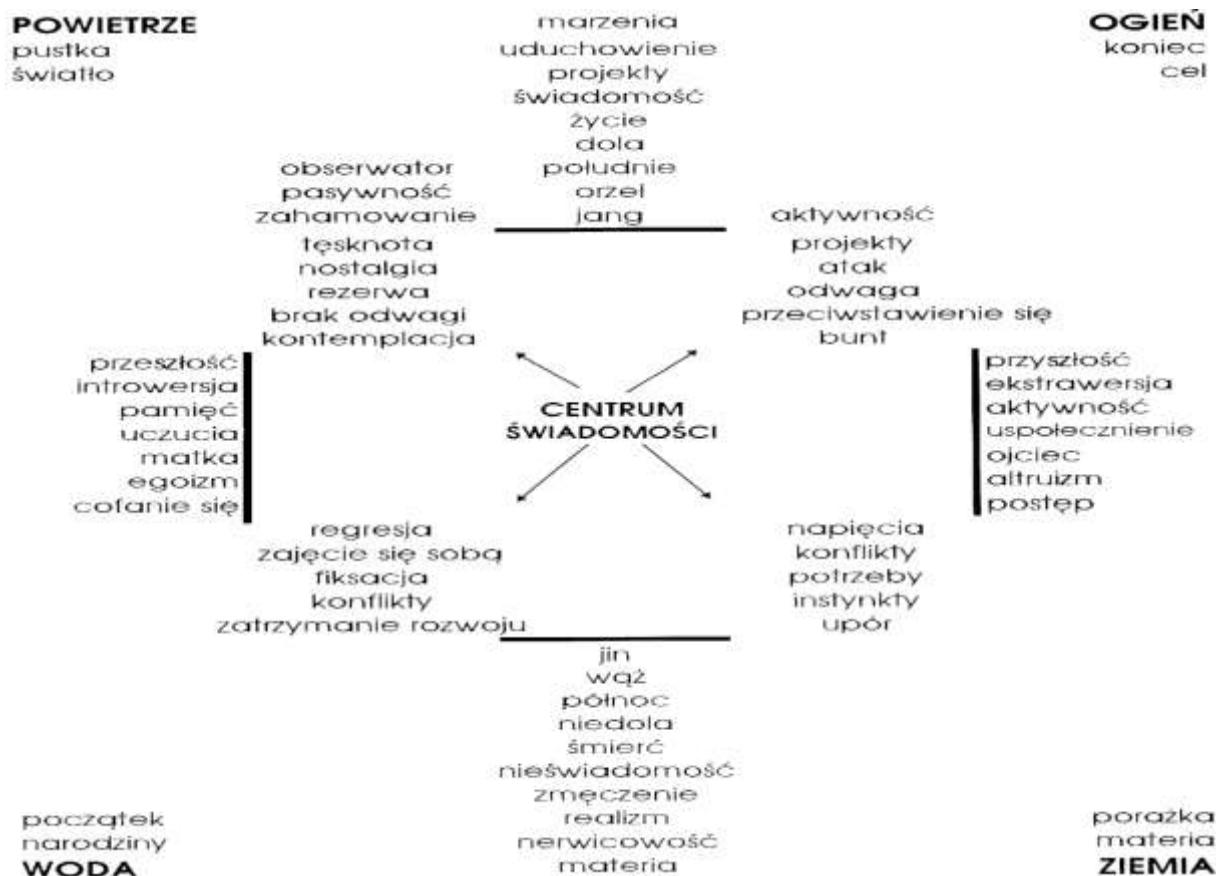 POWIETRZE
pustka
światło
marzenia
uduchowienie
projekty
świadomość
życie
dola
południe
orzeł
jang
OGIEŃ
koniec
cel
obserwator
pasywność
zahamowanie
tęsknota
nostalgia
rezerwa
brak odwagi
kontemplacja
aktywność
projekty
atak
odwaga
przeciwstawienie się
bunt
przeszłość
introwersja
pamięć
uczucia
matka
egoizm
cofanie się
CENTRUM
ŚWIADOMOŚCI
przyszłość
ekstrawersja
aktywność
uspołecznienie
ojciec
altruizm
postęp
regresja
zajęcie się sobą
fiksacja
konflikty
zatrzymanie rozwoju
napięcia
konflikty
potrzeby
instynkty
upór
jin
wąż
północ
niedola
śmierć
nieświadomość
zmęczenie
realizm
nerwicowość
materia
początek
narodziny
WODA
porażka
materia
ZIEMIA